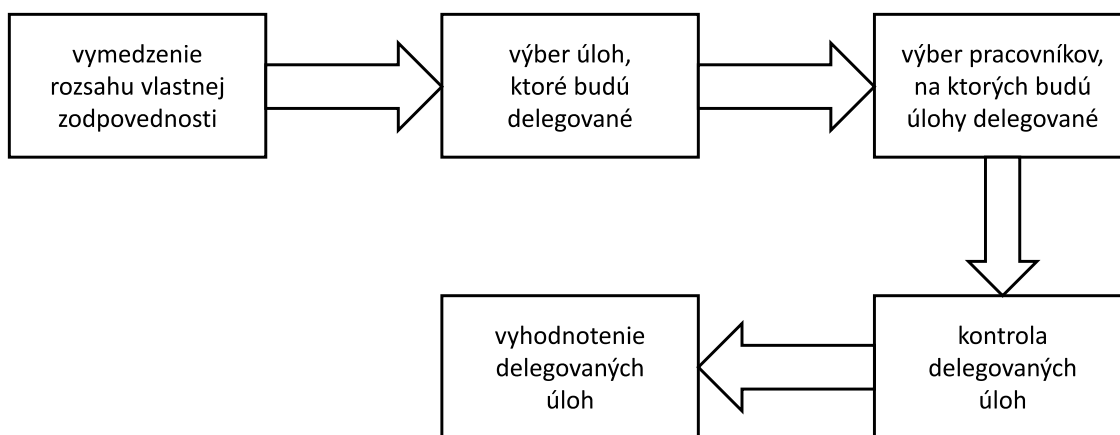 vymedzenie
rozsahu vlastnej
zodpovednosti
výber úloh,
ktoré budú
delegované
výber pracovníkov,
na ktorých budú
úlohy delegované
kontrola
delegovaných
úloh
vyhodnotenie
delegovaných
úloh